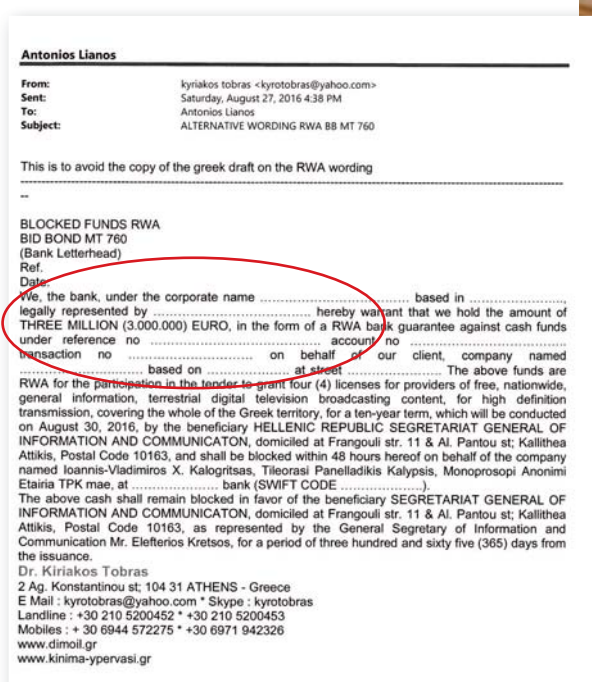 Antonios Lianos
From: kyriakos tobras <kyrotobras@yahoo.com>
Sent: Saturday, August 27, 2016 4:38 PM
To: Antonios Lianos
Subject: ALTERNATIVE WORDING RWA BB MT 760
This is to avoid the copy of the greek draft on the RWA wording
--------------------------------------------------------------------------------
--
BLOCKED FUNDS RWA
BID BOND MT 760
(Bank Letterhead)
Ref.
Date:
We, the bank, under the corporate name .......................................... based in ...........................,
legally represented by ............................................ hereby warrant that we hold the amount of
THREE MILLION (3.000.000) EURO, in the form of a RWA bank guarantee against cash funds
under reference no ............................................ account no ............................................
transaction no .................................. on behalf of our client, company named
.................................. based on ...................... at street .......................... The above funds are
RWA for the participation in the tender to grant four (4) licenses for providers of free, nationwide,
general information, terrestrial digital television broadcasting content, for high definition
transmission, covering the whole of the Greek territory, for a ten-year term, which will be conducted
on August 30, 2016, by the beneficiary HELLENIC REPUBLIC SECRETARIAT GENERAL OF
INFORMATION AND COMMUNICATON, domiciled at Frangouli str. 11 & Al. Pantou st; Kallithea
Attikis, Postal Code 10163, and shall be blocked within 48 hours hereof on behalf of the company
named Ioannis-Vladimiros X. Kalogritsas, Tileorasi Panelladikis Kalypsis, Monoprosopi Anonimi
Etairia TPK mae, at .................... bank (SWIFT CODE ......................).
The above cash shall remain blocked in favor of the beneficiary SEGRETARIAT GENERAL OF
INFORMATION AND COMMUNICATON, domiciled at Frangouli str. 11 & Al. Pantou st; Kallithea
Attikis, Postal Code 10163, as represented by the General Segretary of Information and
Communication Mr. Elefterios Kretsos, for a period of three hundred and sixty five (365) days from
the issuance.
Dr. Kiriakos Tobras
2 Ag. Konstantinou st; 104 31 ATHENS - Greece
E Mail : kyrotobras@yahoo.com * Skype : kyrotobras
Landline : +30 210 5200452 * +30 210 5200453
Mobiles : + 30 6944 572275 * +30 6971 942326
www.dimoil.gr
www.kinima-ypervasi.gr